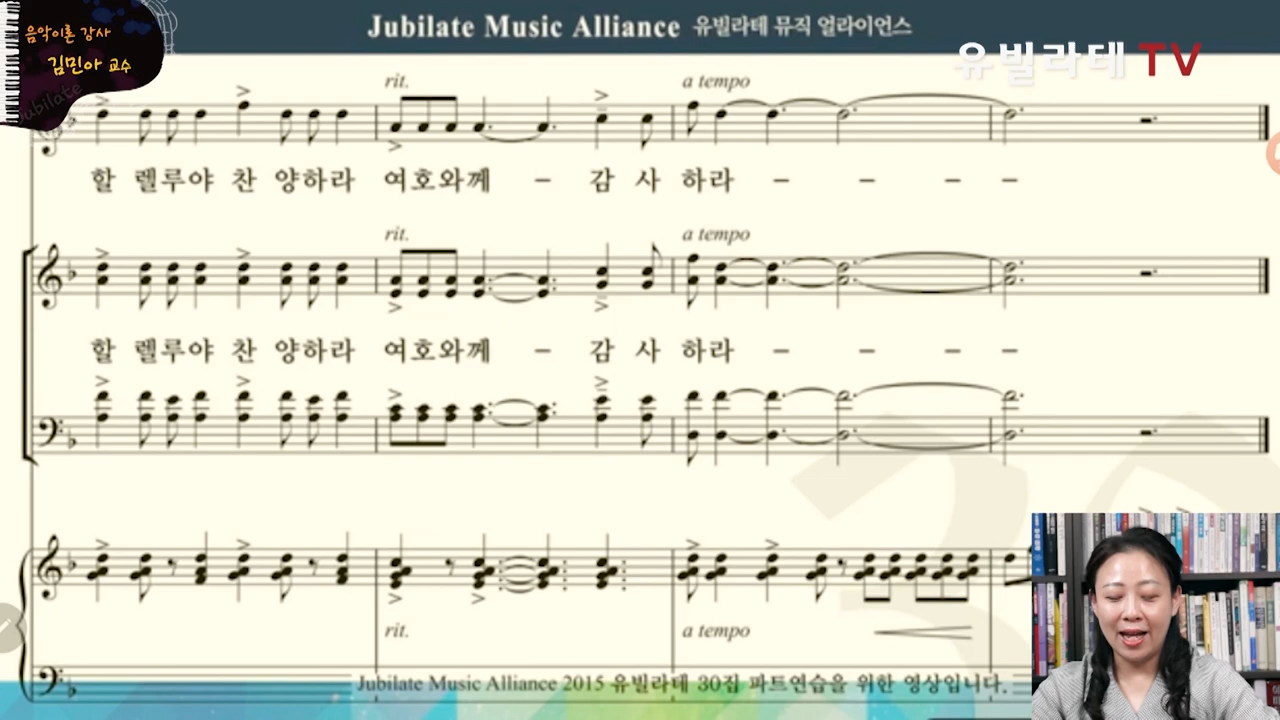 Jubilate Music Alliance 유빌라테 뮤직 얼라이언스
음악이론 강사
김민아 교수
Jubilate
유빌라테TV
rit.
a tempo
할 렐루야 찬 양하라 여호와께 - 감 사 하라 - - - -
rit.
a tempo
할 렐루야 찬 양하라 여호와께 - 감 사 하라 - - - -
rit.
a tempo
Jubilate Music Alliance 2015 유빌라테 30집 파트연습을 위한 영상입니다.